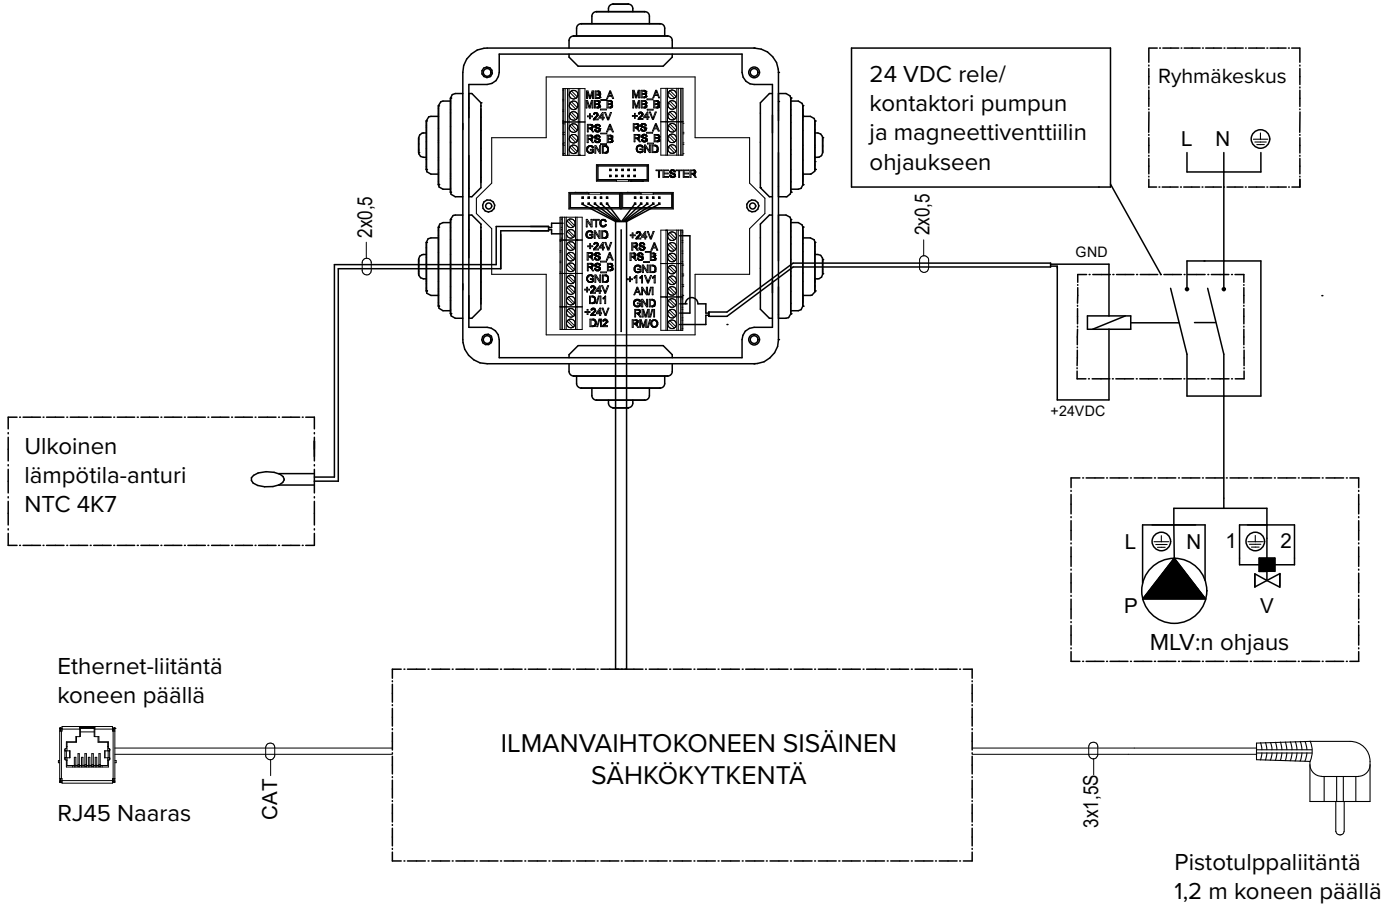 24 VDC rele/
kontaktori pumpun
ja magneettiventtiilin
ohjaukseen
Ryhmäkeskus
L N
MB_A
MB_B
+24V
RS_A
RS_B
GND
MB_A
MB_B
+24V
RS_A
RS_B
GND
TESTER
NTC
GND
+24V
RS_A
RS_B
GND
+24V
D/I1
+24V
D/I2
+24V
RS_A
RS_B
GND
+11V1
AN/I
GND
RM/I
RM/O
2x0,5
2x0,5
GND
+24VDC
Ulkoinen
lämpötila-anturi
NTC 4K7
L N 1 2
P V
MLV:n ohjaus
Ethernet-liitäntä
koneen päällä
RJ45 Naaras
CAT
ILMANVAIHTOKONEEN SISÄINEN
SÄHKÖKYTKENTÄ
3x1,5S
Pistotulppaliitäntä
1,2 m koneen päällä